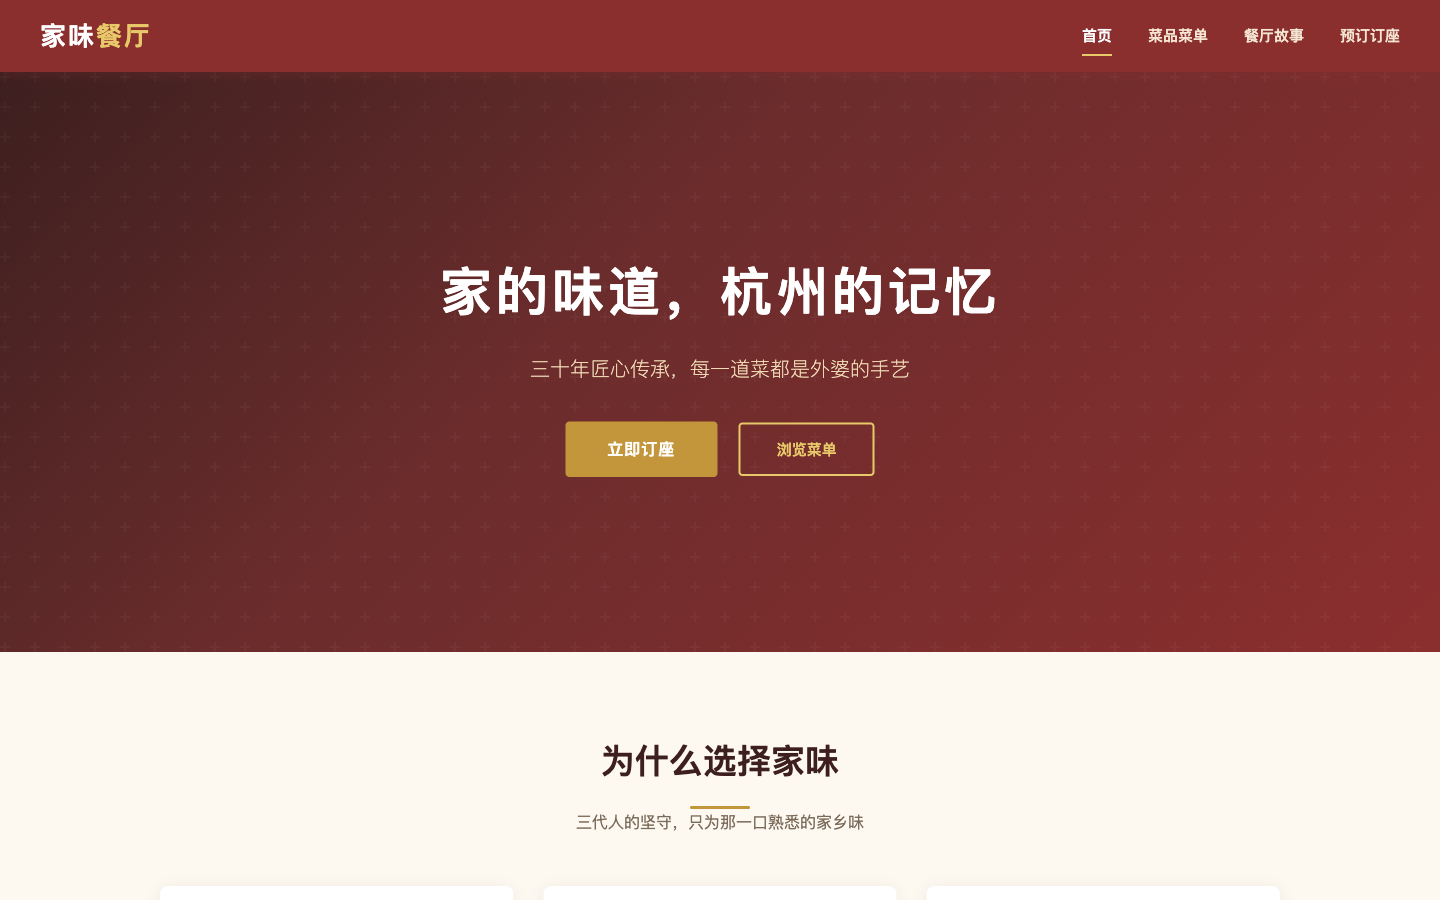 家味餐厅
首页
菜品菜单
餐厅故事
预订订座
家的味道，杭州的记忆
三十年匠心传承，每一道菜都是外婆的手艺
立即订座
浏览菜单
为什么选择家味
三代人的坚守，只为那一口熟悉的家乡味